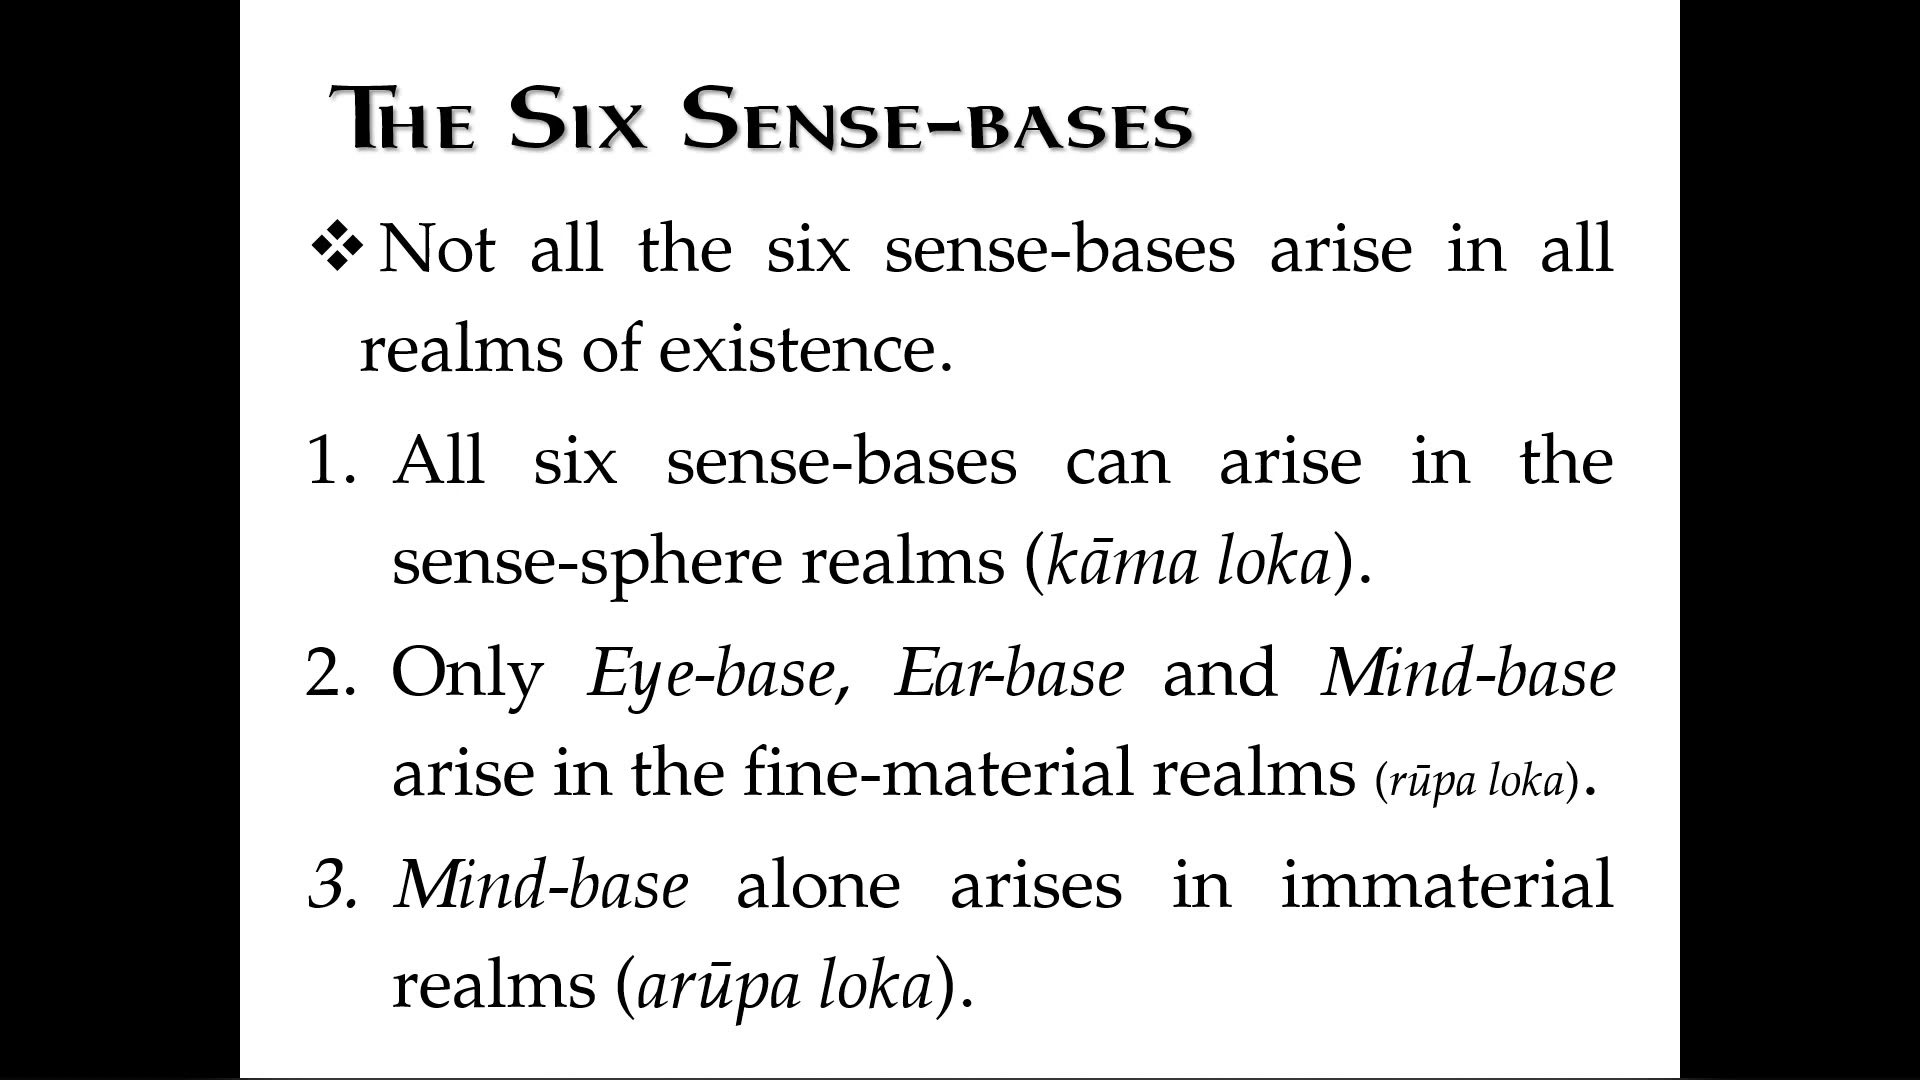 The Six Sense-bases
❖ Not all the six sense-bases arise in all
realms of existence.
1. All six sense-bases can arise in the
sense-sphere realms (kāma loka).
2. Only Eye-base, Ear-base and Mind-base
arise in the fine-material realms (rūpa loka).
3. Mind-base alone arises in immaterial
realms (arūpa loka).